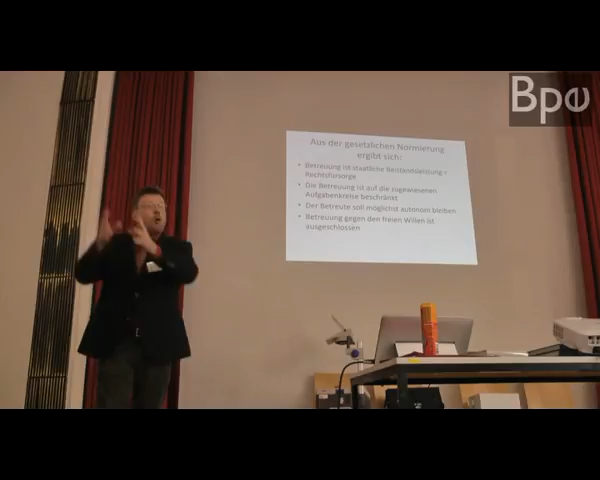 Bpe
Aus der gesetzlichen Normierung
ergibt sich:
• Betreuung ist staatliche Beistandsleistung –
Rechtsfürsorge
• Die Betreuung ist auf die zugewiesenen
Aufgabenkreise beschränkt
• Der Betreute soll möglichst autonom bleiben
• Betreuung gegen den freien Willen ist
ausgeschlossen